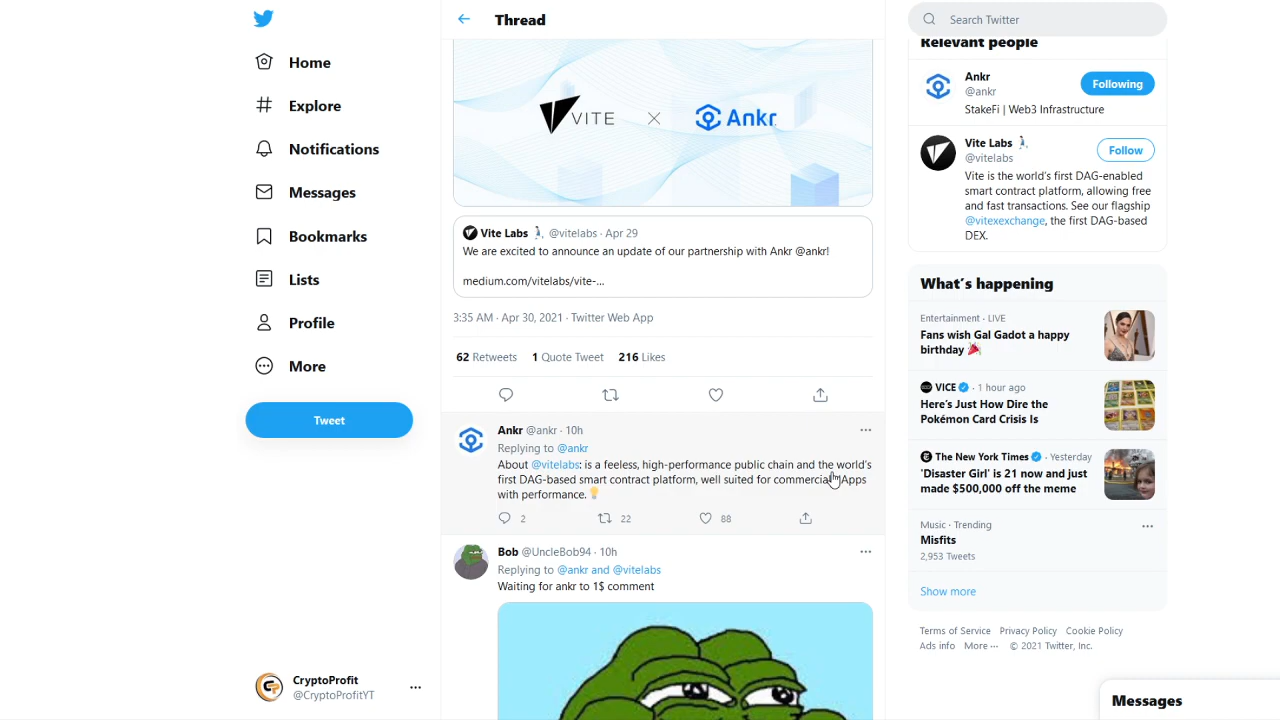 Home
Explore
Notifications
Messages
Bookmarks
Lists
Profile
More
Tweet
CryptoProfit
@CryptoProfitYT
Thread
VITE
Ankr
Vite Labs @vitelabs · Apr 29
We are excited to announce an update of our partnership with Ankr @ankr!
medium.com/vitelabs/vite-...
3:35 AM · Apr 30, 2021 · Twitter Web App
62 Retweets 1 Quote Tweet 216 Likes
Ankr @ankr · 10h
Replying to @ankr
About @vitelabs: is a feeless, high-performance public chain and the world's
first DAG-based smart contract platform, well suited for commercial Apps
with performance.
2 22 88
Bob @UncleBob94 · 10h
Replying to @ankr and @vitelabs
Waiting for ankr to 1$ comment
Search Twitter
Relevant people
Ankr
@ankr
Following
StakeFi | Web3 Infrastructure
Vite Labs
@vitelabs
Follow
Vite is the world's first DAG-enabled
smart contract platform, allowing free
and fast transactions. See our flagship
@vitexexchange, the first DAG-based
DEX.
What's happening
Entertainment · LIVE
Fans wish Gal Gadot a happy
birthday
VICE · 1 hour ago
Here's Just How Dire the
Pokémon Card Crisis Is
The New York Times · Yesterday
'Disaster Girl' is 21 now and just
made $500,000 off the meme
Music · Trending
Misfits
2,953 Tweets
Show more
Terms of Service Privacy Policy Cookie Policy
Ads info More ··· © 2021 Twitter, Inc.
Messages